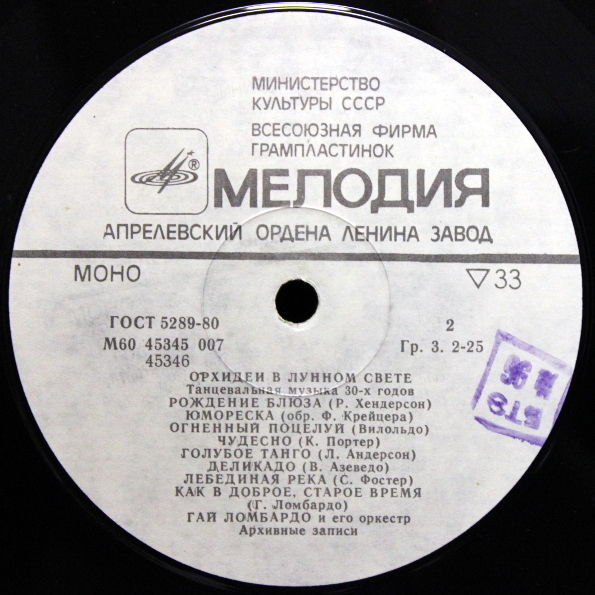 МИНИСТЕРСТВО
КУЛЬТУРЫ СССР
ВСЕСОЮЗНАЯ ФИРМА
ГРАМПЛАСТИНОК
® МЕЛОДИЯ
АПРЕЛЕВСКИЙ ОРДЕНА ЛЕНИНА ЗАВОД
МОНО ▽ 33
ГОСТ 5289-80 2
М60 45345 007 Гр. 3. 2-25
45346
ОРХИДЕИ В ЛУННОМ СВЕТЕ
Танцевальная музыка 30-х годов
РОЖДЕНИЕ БЛЮЗА (Р. Хендерсон)
ЮМОРЕСКА (обр. Ф. Крейцера)
ОГНЕННЫЙ ПОЦЕЛУЙ (Вилольдо)
ЧУДЕСНО (К. Портер)
ГОЛУБОЕ ТАНГО (Л. Андерсон)
ДЕЛИКАДО (В. Азеведо)
ЛЕБЕДИНАЯ РЕКА (С. Фостер)
КАК В ДОБРОЕ, СТАРОЕ ВРЕМЯ
(Г. Ломбардо)
ГАЙ ЛОМБАРДО и его оркестр
Архивные записи
БТЭ